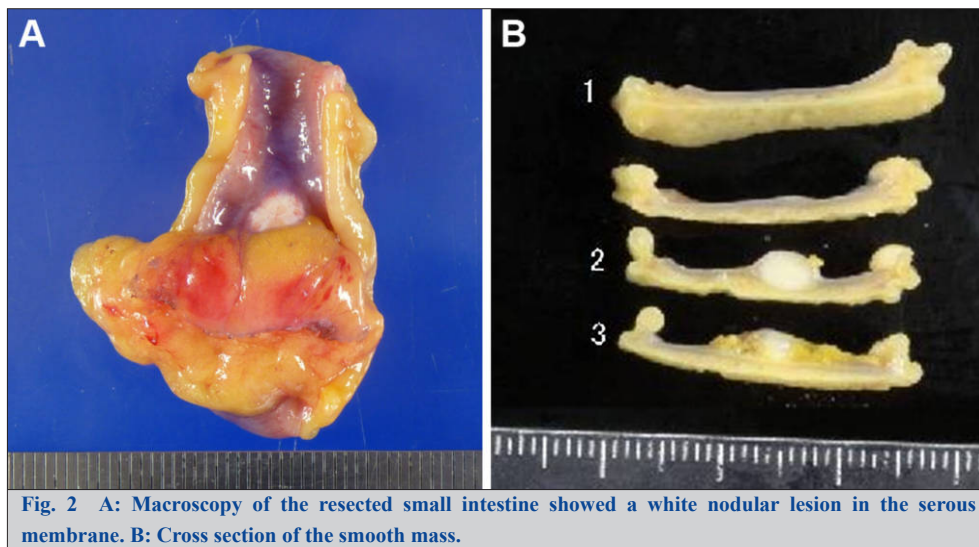 A
B
1
2
3
Fig. 2 A: Macroscopy of the resected small intestine showed a white nodular lesion in the serous
membrane. B: Cross section of the smooth mass.